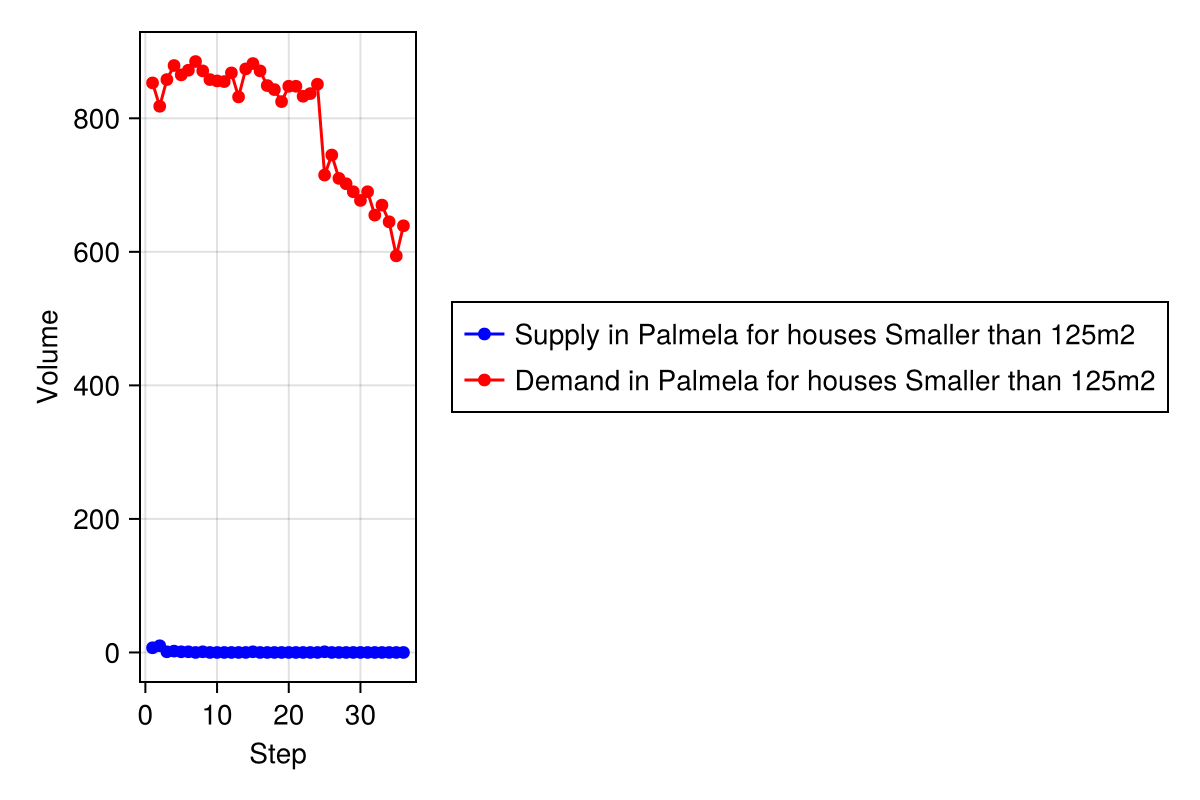 800
600
400
200
0
Volume
0 10 20 30
Step
Supply in Palmela for houses Smaller than 125m2
Demand in Palmela for houses Smaller than 125m2